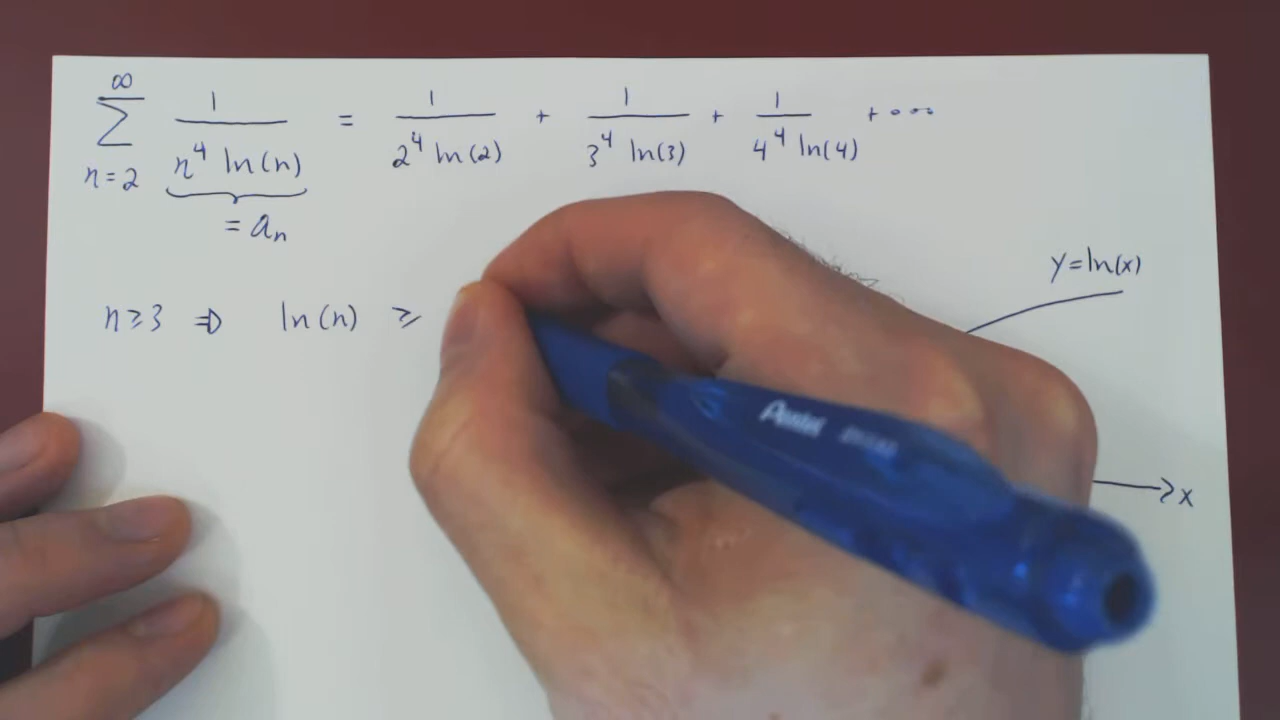 ∞
∑ 1 / n⁴ ln(n) = 1 / 2⁴ ln(2) + 1 / 3⁴ ln(3) + 1 / 4⁴ ln(4) + ...
n=2
= aₙ
y=ln(x)
n≥3 ⇒ ln(n) ≥
Pentel
x